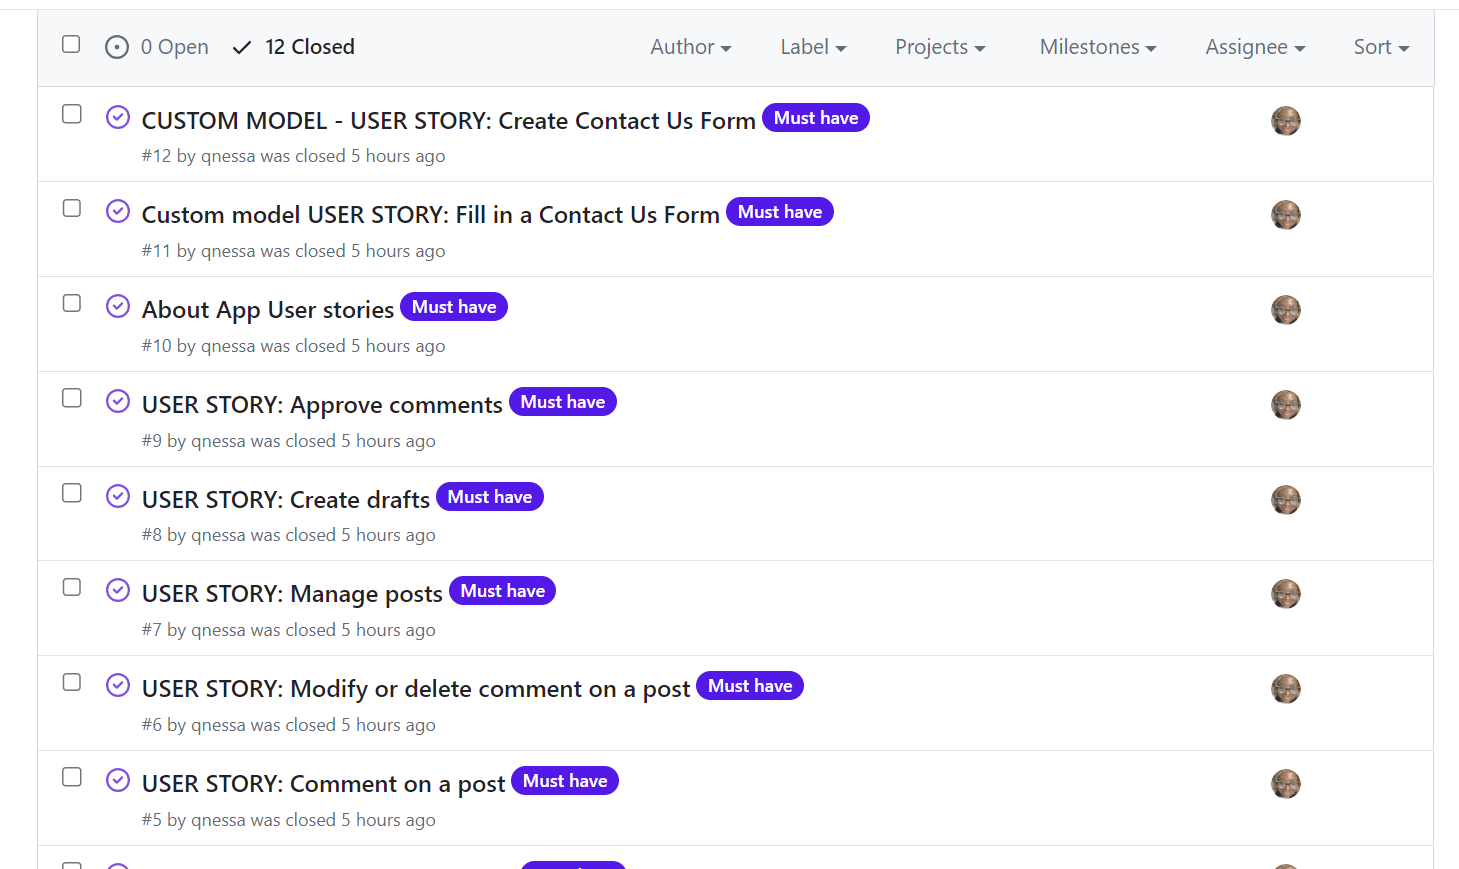 0 Open 12 Closed Author Label Projects Milestones Assignee Sort
CUSTOM MODEL - USER STORY: Create Contact Us Form Must have
#12 by qnessa was closed 5 hours ago
Custom model USER STORY: Fill in a Contact Us Form Must have
#11 by qnessa was closed 5 hours ago
About App User stories Must have
#10 by qnessa was closed 5 hours ago
USER STORY: Approve comments Must have
#9 by qnessa was closed 5 hours ago
USER STORY: Create drafts Must have
#8 by qnessa was closed 5 hours ago
USER STORY: Manage posts Must have
#7 by qnessa was closed 5 hours ago
USER STORY: Modify or delete comment on a post Must have
#6 by qnessa was closed 5 hours ago
USER STORY: Comment on a post Must have
#5 by qnessa was closed 5 hours ago